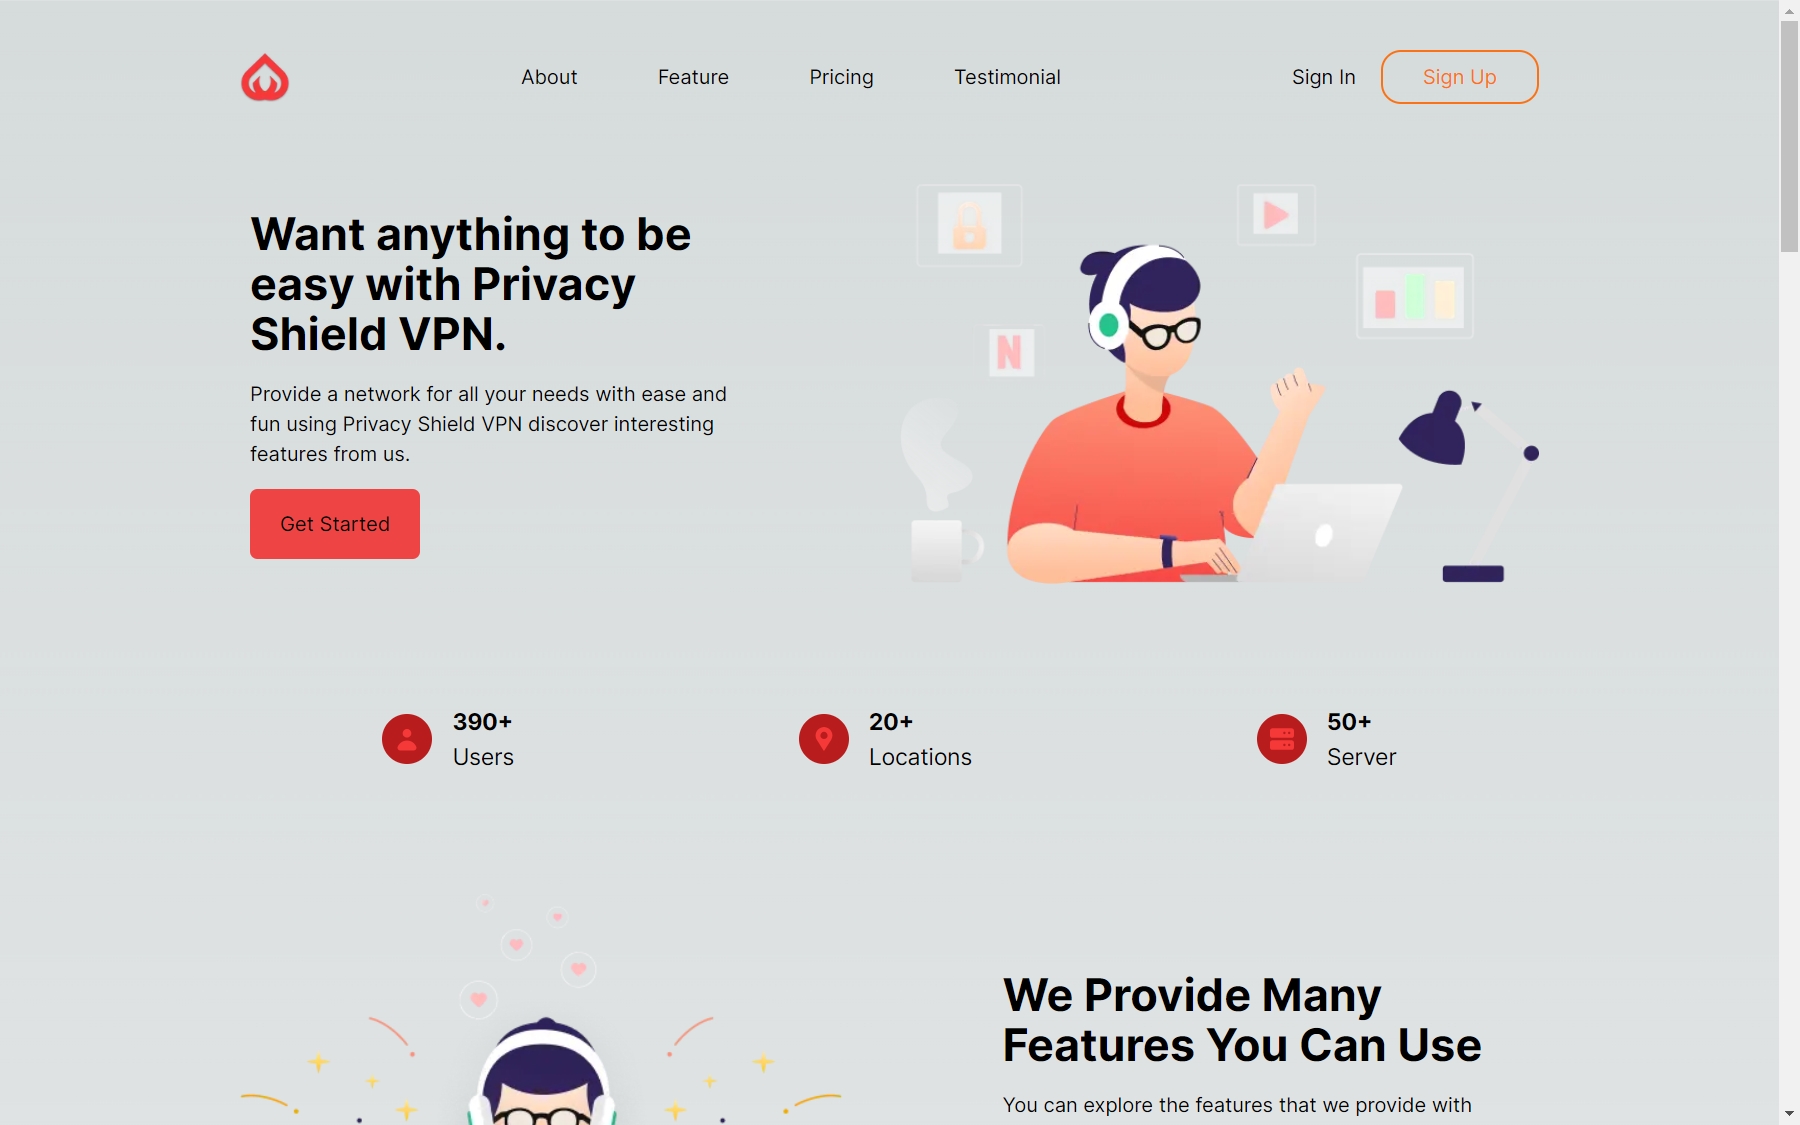 About
Feature
Pricing
Testimonial
Sign In
Sign Up
Want anything to be
easy with Privacy
Shield VPN.
Provide a network for all your needs with ease and
fun using Privacy Shield VPN discover interesting
features from us.
Get Started
N
390+
Users
20+
Locations
50+
Server
We Provide Many
Features You Can Use
You can explore the features that we provide with